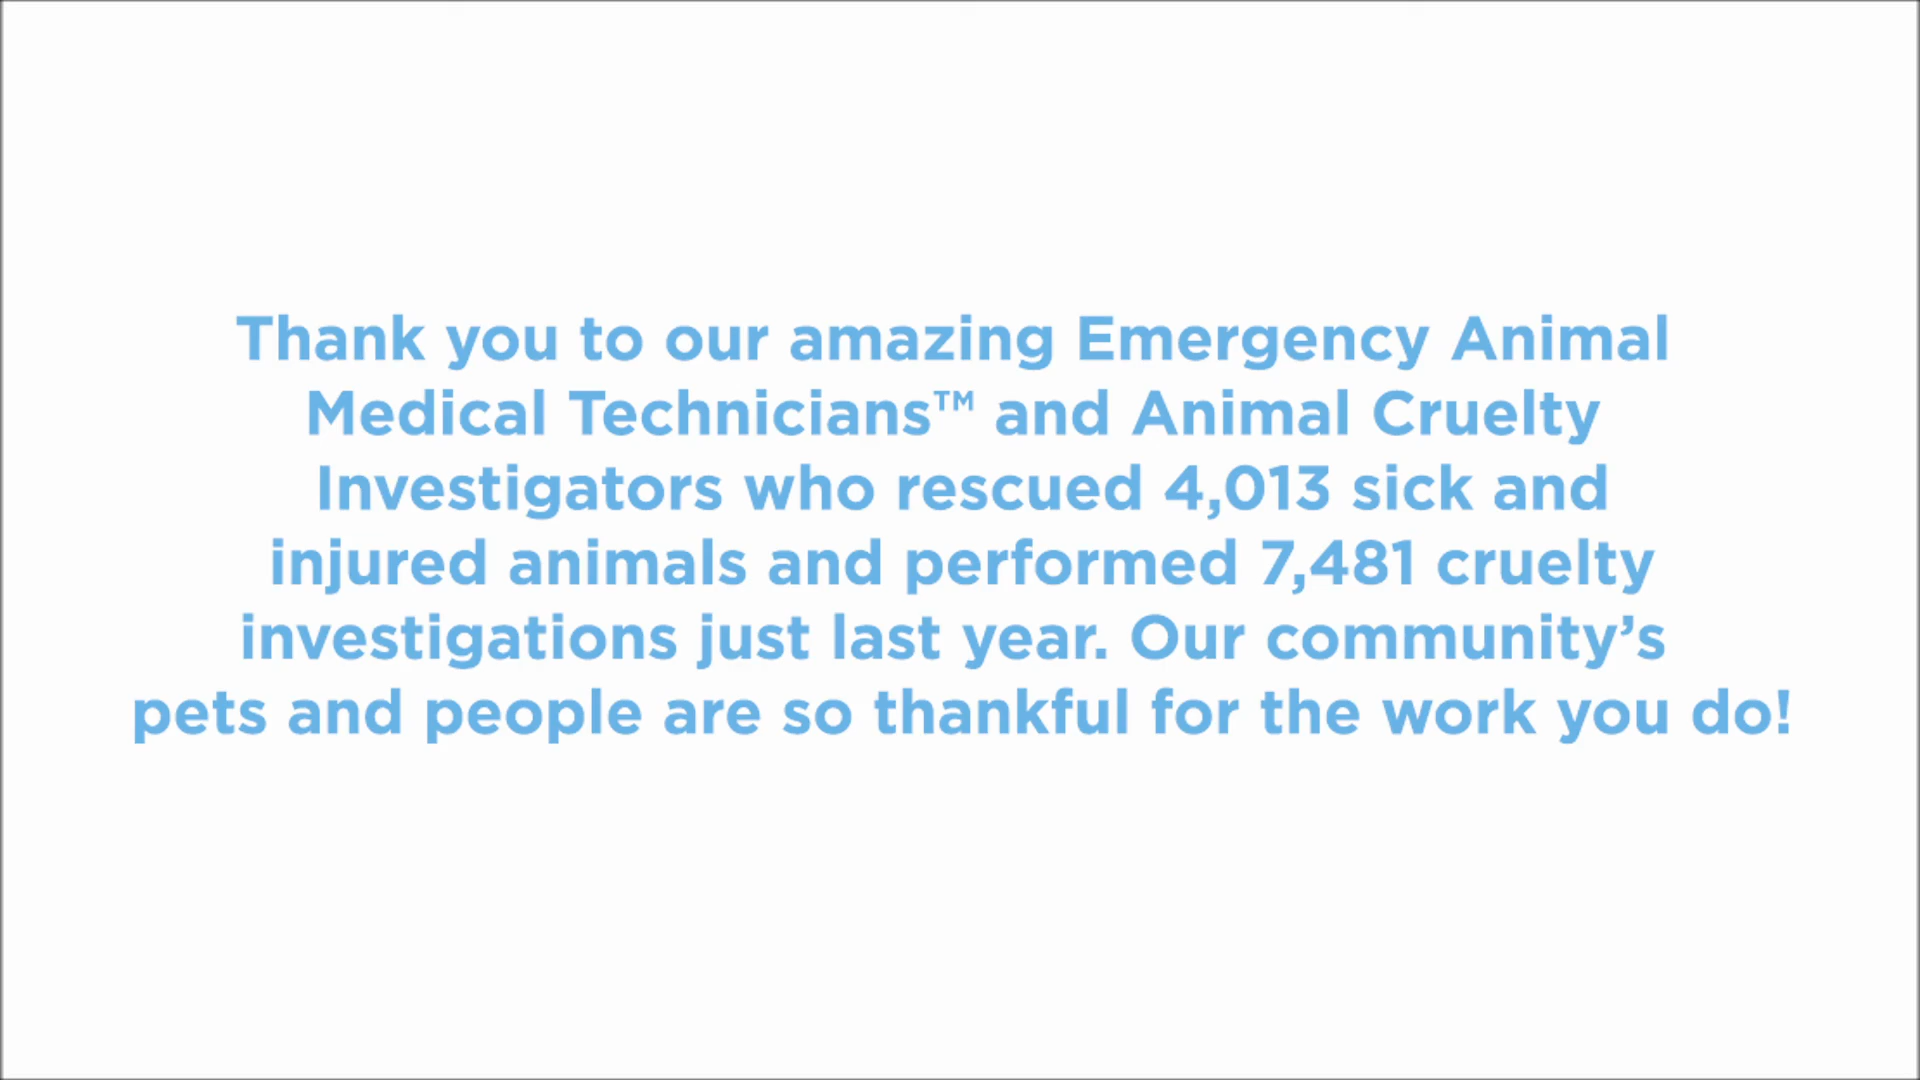 Thank you to our amazing Emergency Animal
Medical Technicians™ and Animal Cruelty
Investigators who rescued 4,013 sick and
injured animals and performed 7,481 cruelty
investigations just last year. Our community’s
pets and people are so thankful for the work you do!